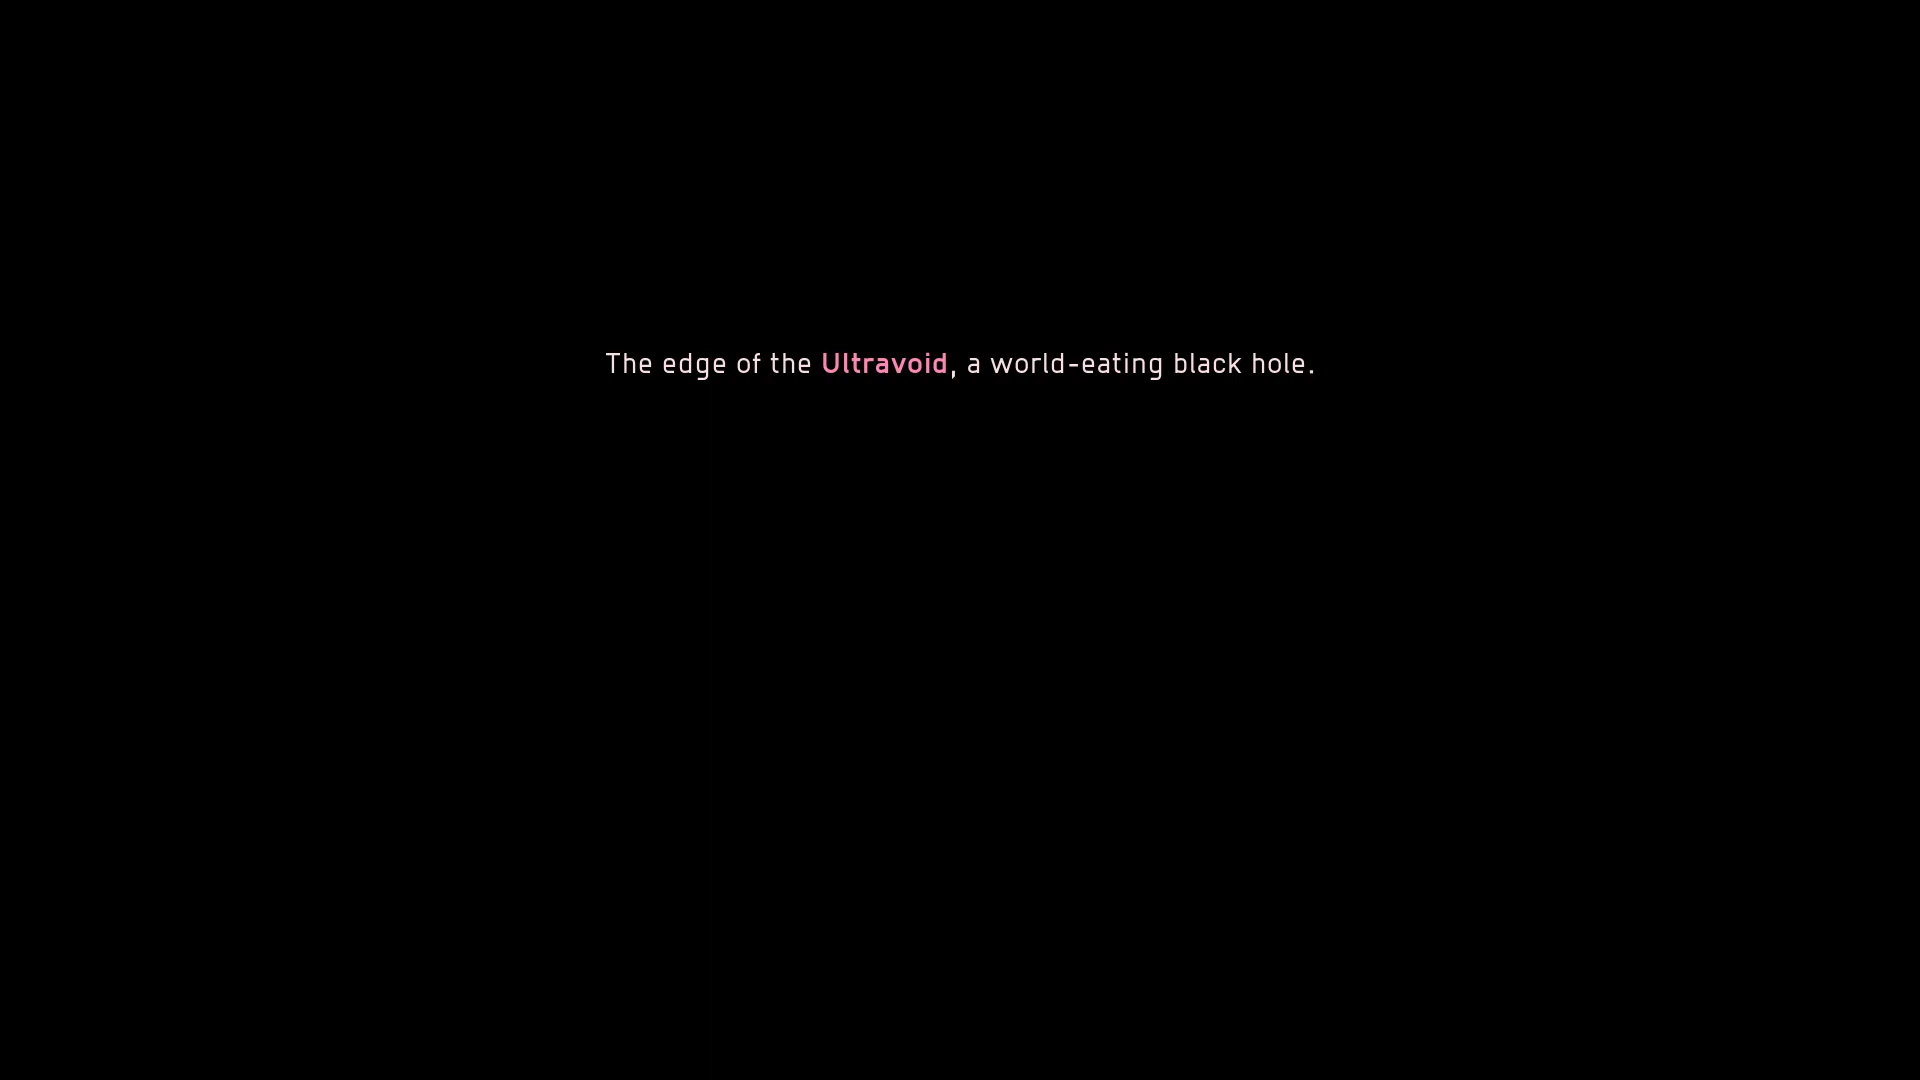 The edge of the Ultravoid, a world-eating black hole.